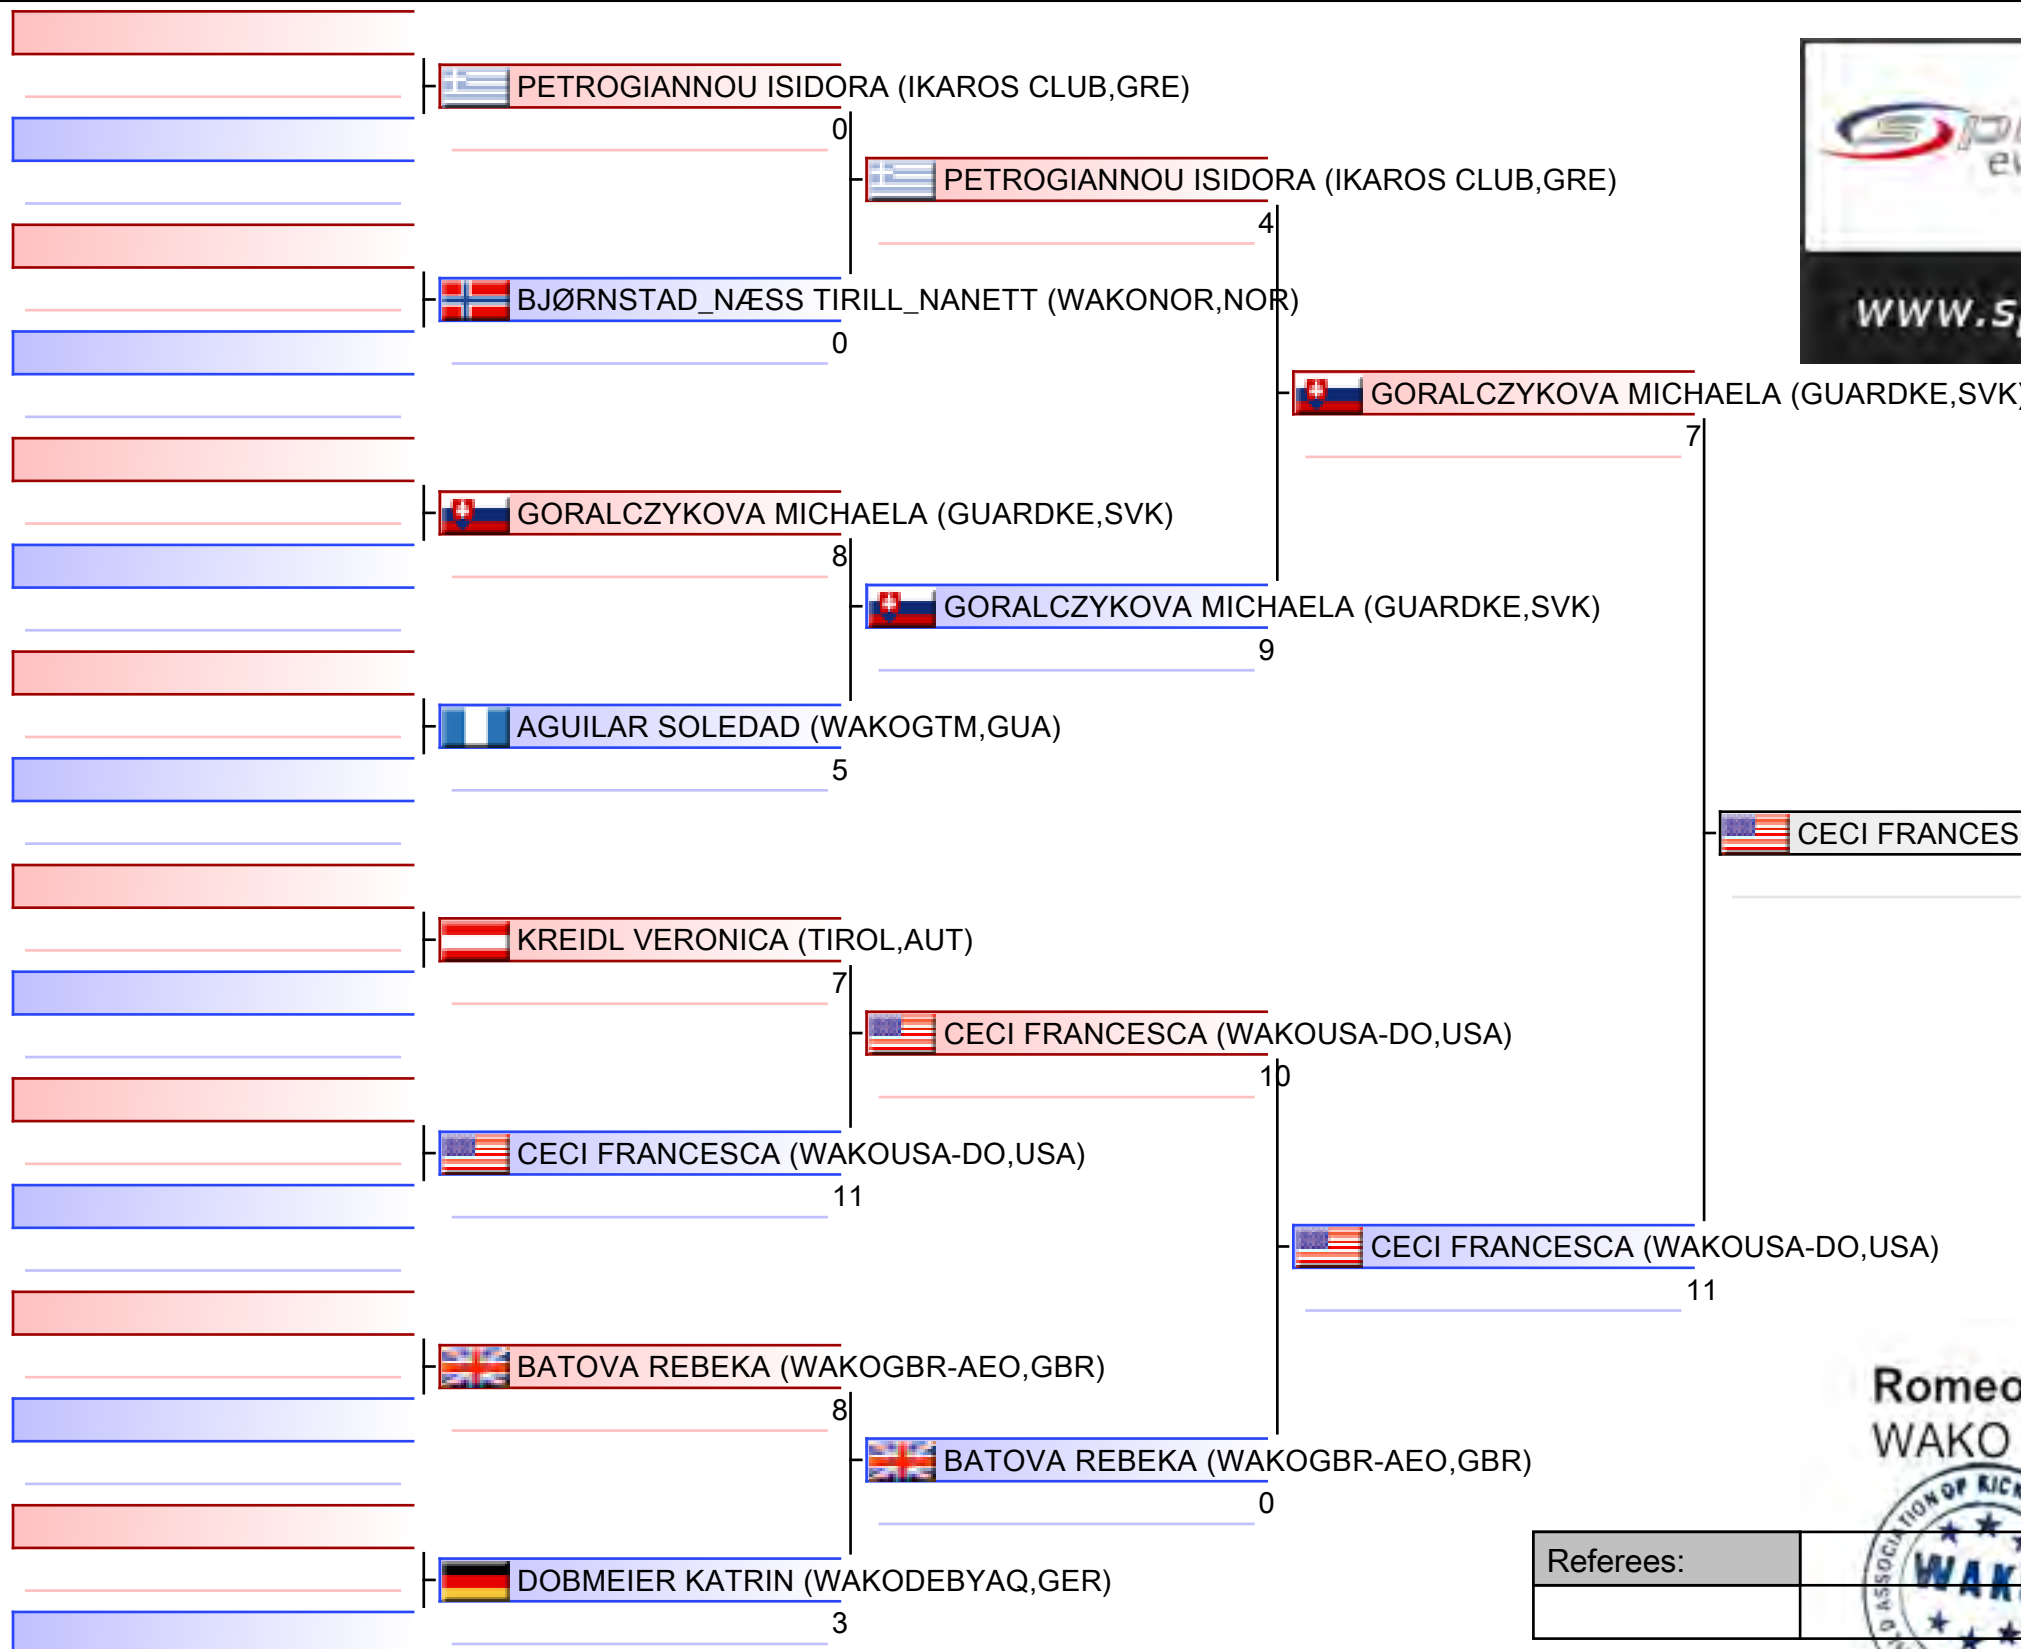 PETROGIANNOU ISIDORA (IKAROS CLUB,GRE)
0
PETROGIANNOU ISIDORA (IKAROS CLUB,GRE)
4
BJØRNSTAD_NÆSS TIRILL_NANETT (WAKONOR,NOR)
0
www.s
GORALCZYKOVA MICHAELA (GUARDKE,SVK)
7
GORALCZYKOVA MICHAELA (GUARDKE,SVK)
8
GORALCZYKOVA MICHAELA (GUARDKE,SVK)
9
AGUILAR SOLEDAD (WAKOGTM,GUA)
5
CECI FRANCES
KREIDL VERONICA (TIROL,AUT)
7
CECI FRANCESCA (WAKOUSA-DO,USA)
10
CECI FRANCESCA (WAKOUSA-DO,USA)
11
CECI FRANCESCA (WAKOUSA-DO,USA)
11
BATOVA REBEKA (WAKOGBR-AEO,GBR)
8
Romeo
WAKO
BATOVA REBEKA (WAKOGBR-AEO,GBR)
0
Referees:
DOBMEIER KATRIN (WAKODEBYAQ,GER)
3